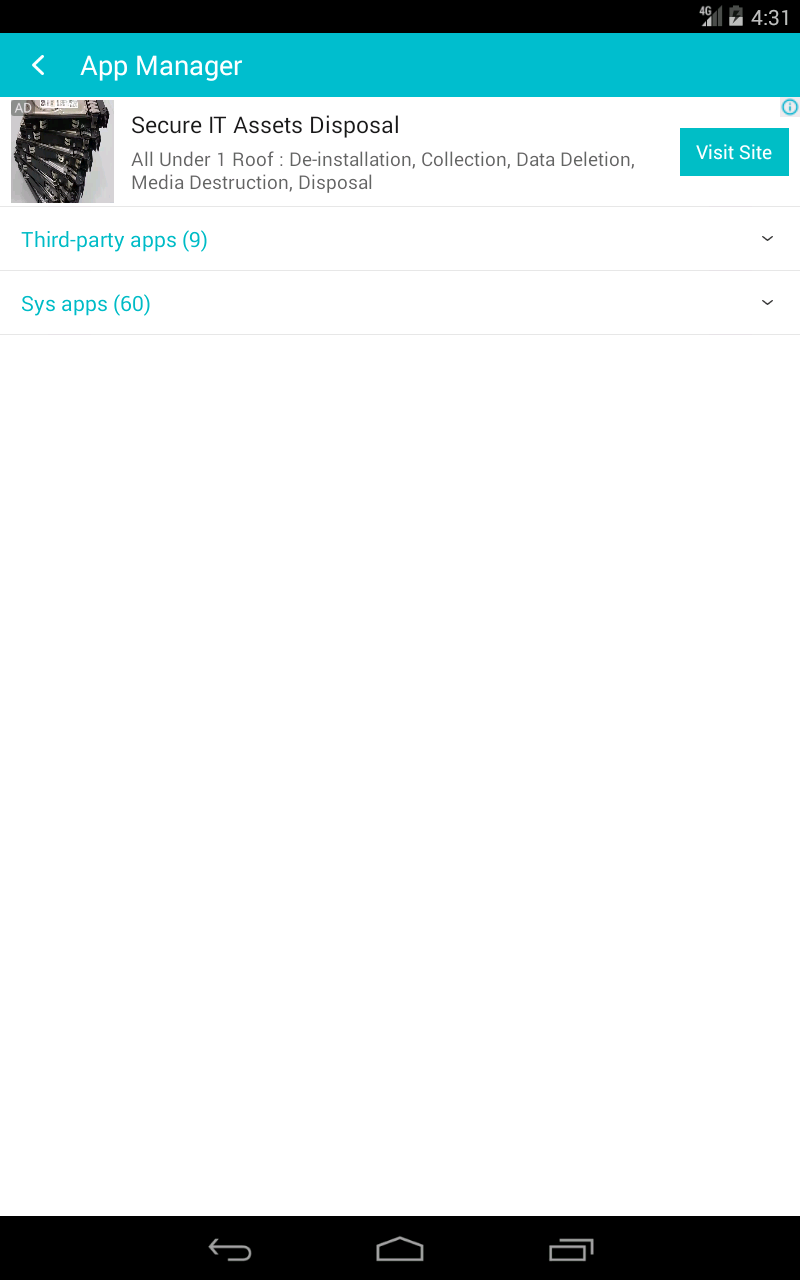 4G 4:31
App Manager
AD
Secure IT Assets Disposal
All Under 1 Roof : De-installation, Collection, Data Deletion,
Media Destruction, Disposal
Visit Site
Third-party apps (9)
Sys apps (60)